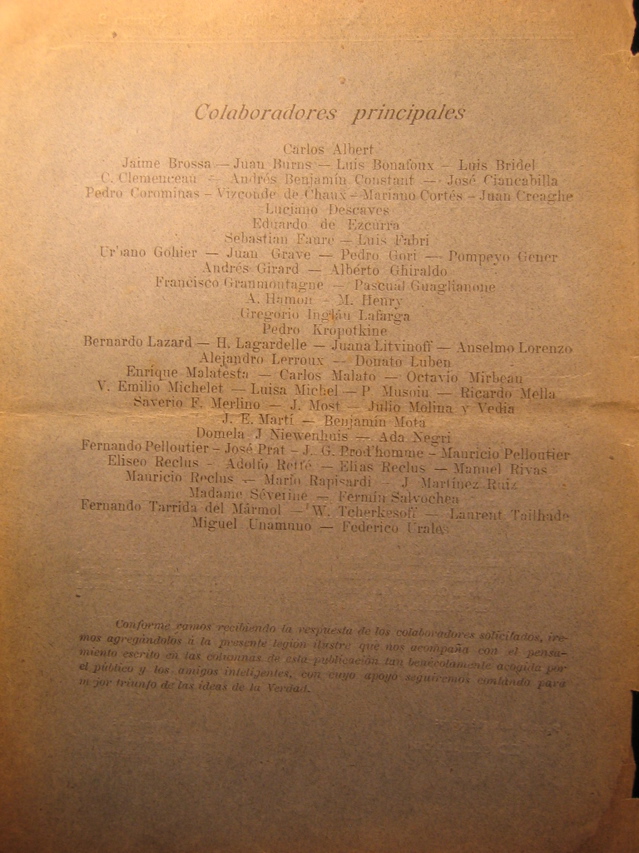 Colaboradores principales
Carlos Albert
Jaime Brossa — Juan Burns — Luis Bonafoux — Luis Bridel
C. Clemenceau — Andrés Benjamín Constant — José Ciancabilla
Pedro Corominas – Vizconde de Chaux – Mariano Cortés – Juan Creaghe
Luciano Descaves
Eduardo de Ezcurra
Sebastian Faure — Luis Fabri
Urbano Gohier — Juan Grave — Pedro Gori — Pompeyo Gener
Andrés Girard — Alberto Ghiraldo
Francisco Granmontagne — Pascual Guaglianone
A. Hamon — M. Henry
Gregorio Inglán Lafarga
Pedro Kropotkine
Bernardo Lazard — H. Lagardelle — Juana Litvinoff — Anselmo Lorenzo
Alejandro Lerroux — Donato Luben
Enrique Malatesta — Carlos Malato — Octavio Mirbeau
V. Emilio Michelet — Luisa Michel — P Musoiu — Ricardo Mella
Saverio F. Merlino — J. Most — Julio Molina y Vedia
J. E. Martí — Benjamín Mota
Domela J Niewenhuis — Ada Negri
Fernando Pelloutier – José Prat – J. G. Prod'homme – Mauricio Pelloutier
Eliseo Reclus — Adolfo Retté — Elías Reclus — Manuel Rivas
Mauricio Reclus — Mario Rapisardi — J Martínez Ruiz
Madame Séverine — Fermín Salvochea
Fernando Tarrida del Mármol — W. Tcherkesoff — Laurent Tailhade
Miguel Unamuno — Federico Urales
Conforme vamos recibiendo la respuesta de los colaboradores solicitados, ire-
mos agregándolos á la presente legion ilustre que nos acompaña con el pensa-
miento escrito en las columnas de esta publicación tan benévolamente acogida por
el público y los amigos inteligentes, con cuyo apoyo seguiremos contando para
mejor triunfo de las ideas de la Verdad.